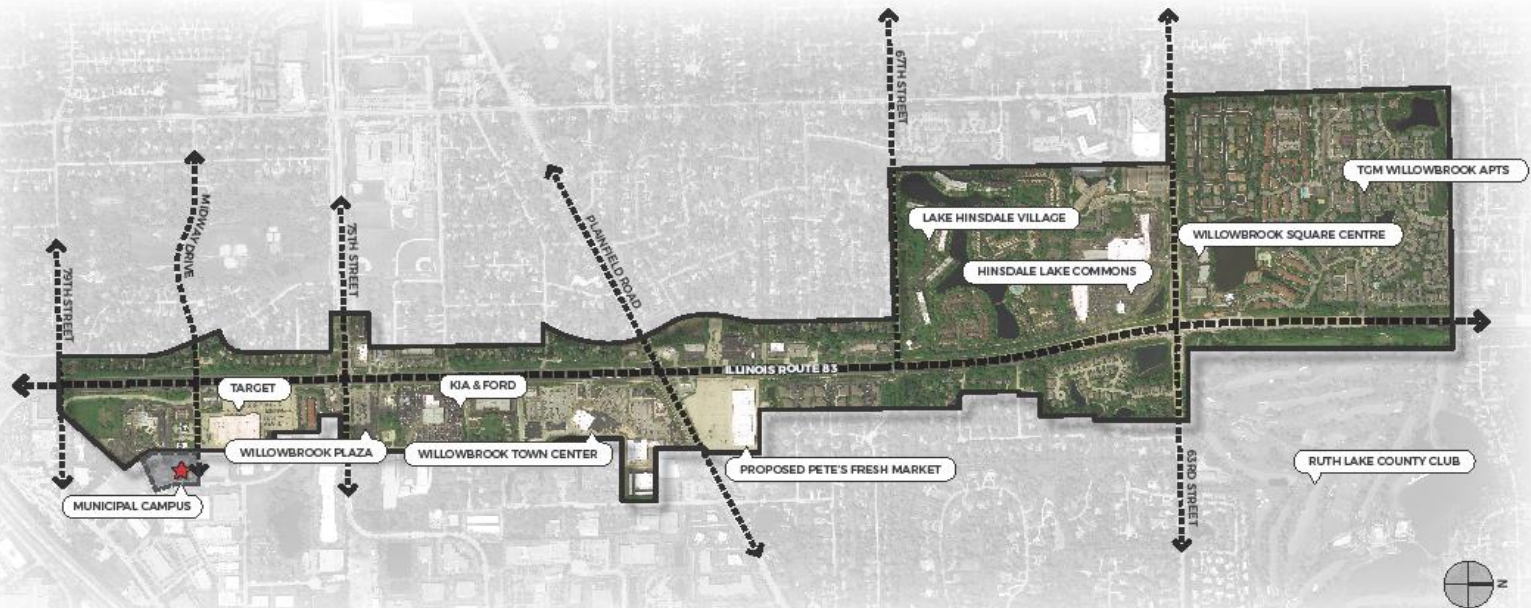 67TH STREET
TGM WILLOWBROOK APTS
MIDWAY DRIVE
LAKE HINSDALE VILLAGE
PLAINFIELD ROAD
WILLOWBROOK SQUARE CENTRE
79TH STREET
75TH STREET
HINSDALE LAKE COMMONS
ILLINOIS ROUTE 83
TARGET
KIA & FORD
WILLOWBROOK PLAZA
WILLOWBROOK TOWN CENTER
PROPOSED PETE'S FRESH MARKET
63RD STREET
RUTH LAKE COUNTY CLUB
MUNICIPAL CAMPUS
N